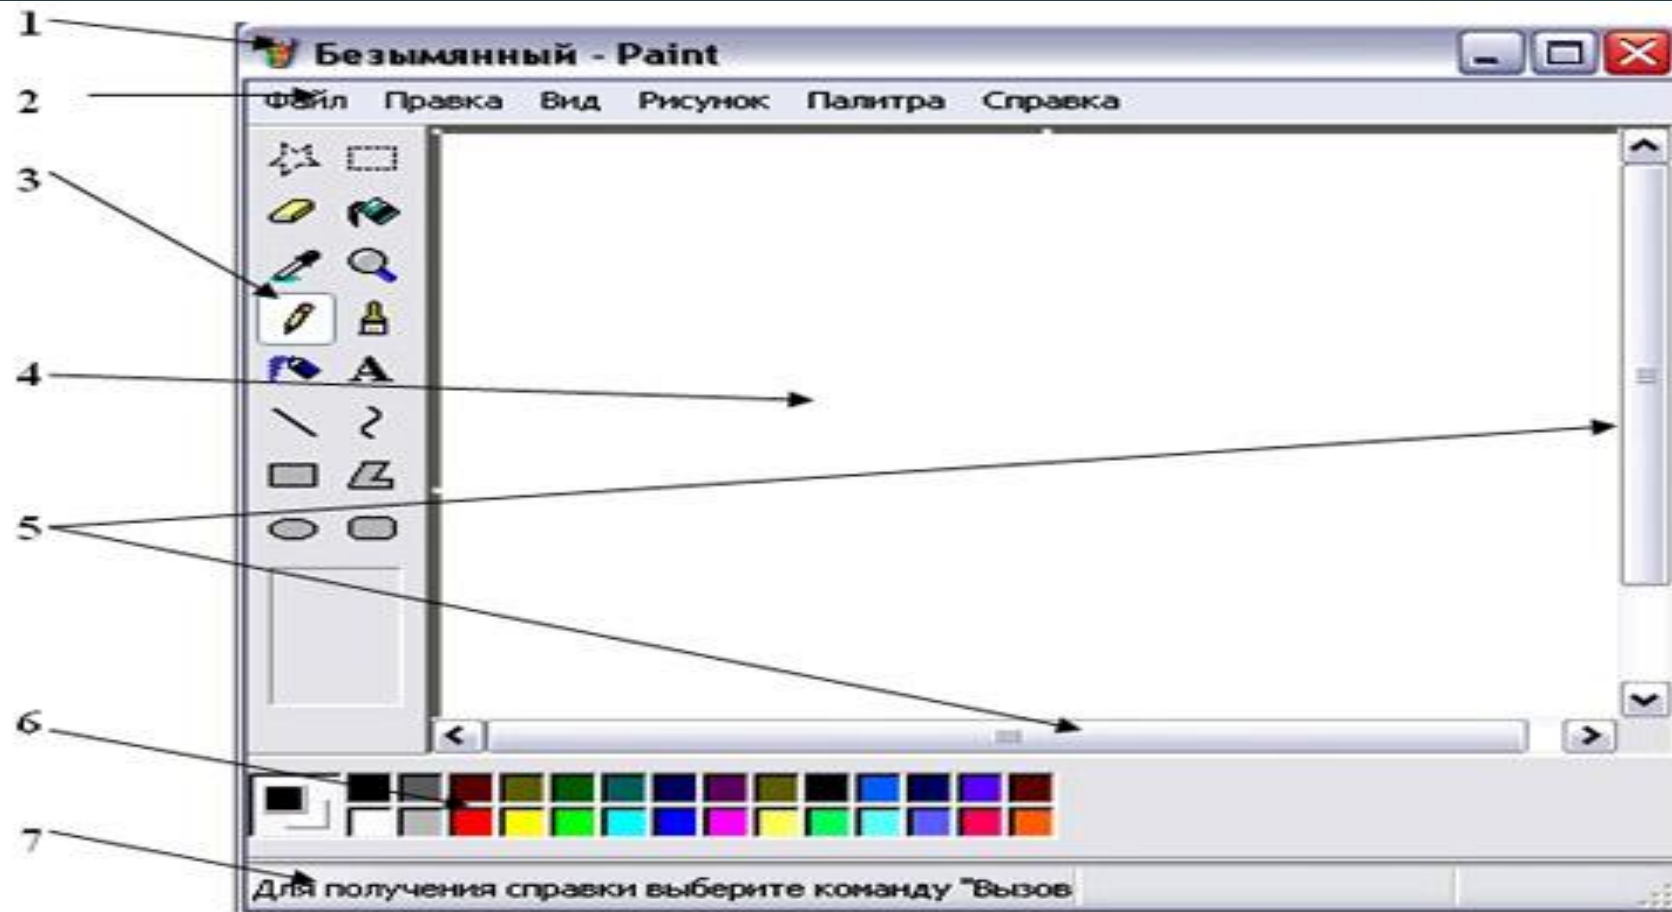 1
Безымянный - Paint
2
Файл Правка Вид Рисунок Палитра Справка
3
A
4
5
6
7
Для получения справки выберите команду "Вызов